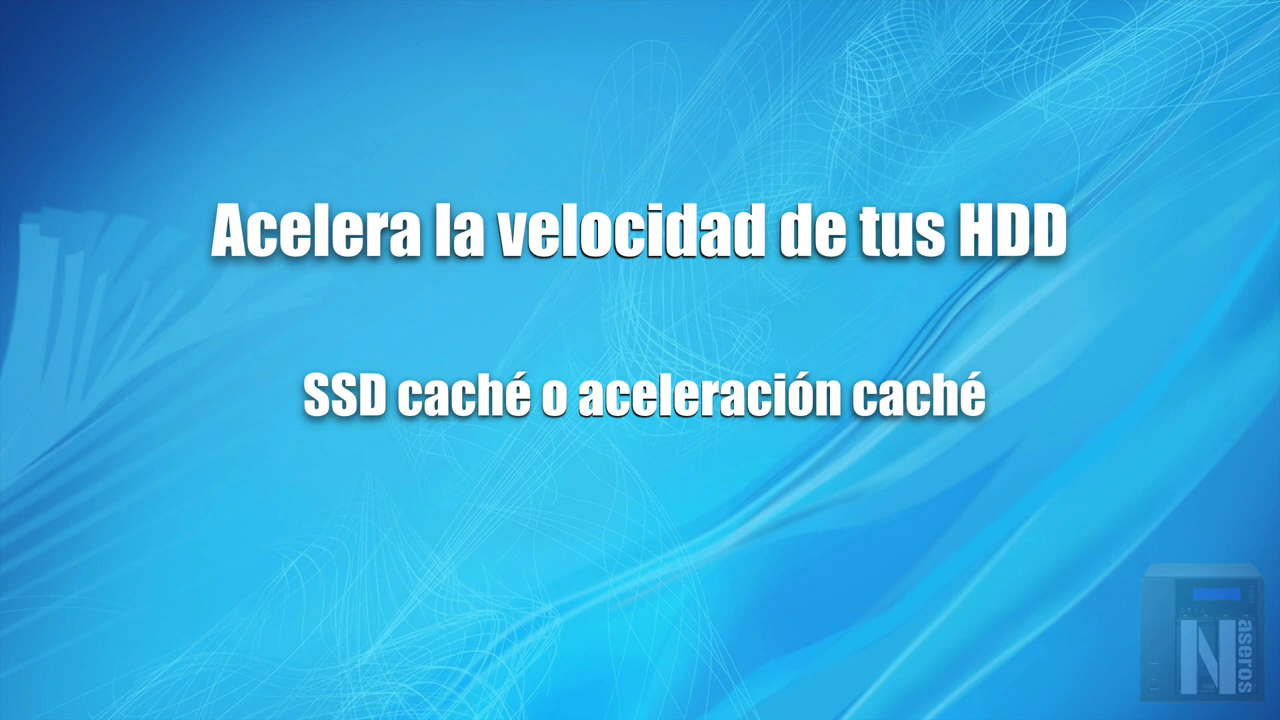 Acelera la velocidad de tus HDD
SSD caché o aceleración caché
Naseros